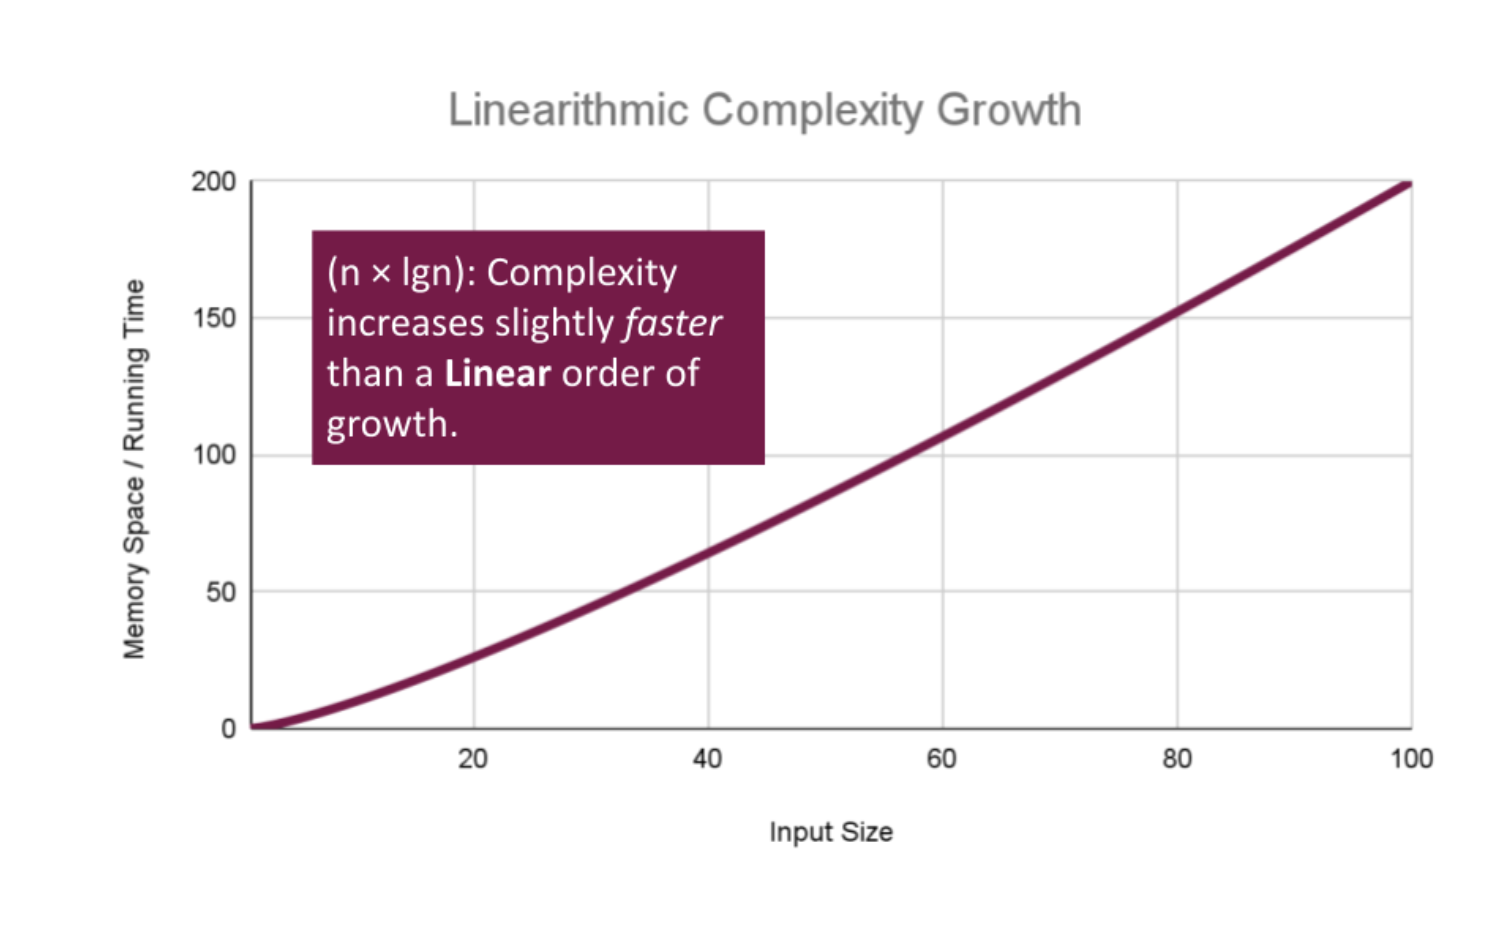 Linearithmic Complexity Growth
200
(n × lgn): Complexity
increases slightly faster
than a Linear order of
growth.
150
100
50
0
Memory Space / Running Time
20 40 60 80 100
Input Size